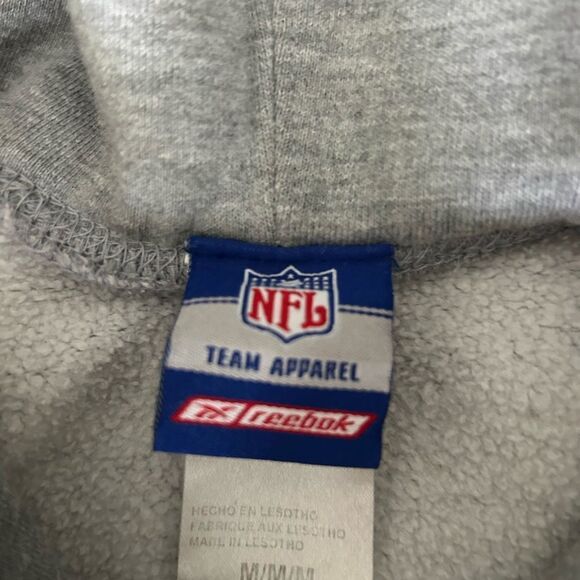 NFL
TEAM APPAREL
Reebok
HECHO EN LESOTHO
FABRIQUE AUX LESOTHO
MADE IN LESOTHO
M/M/M